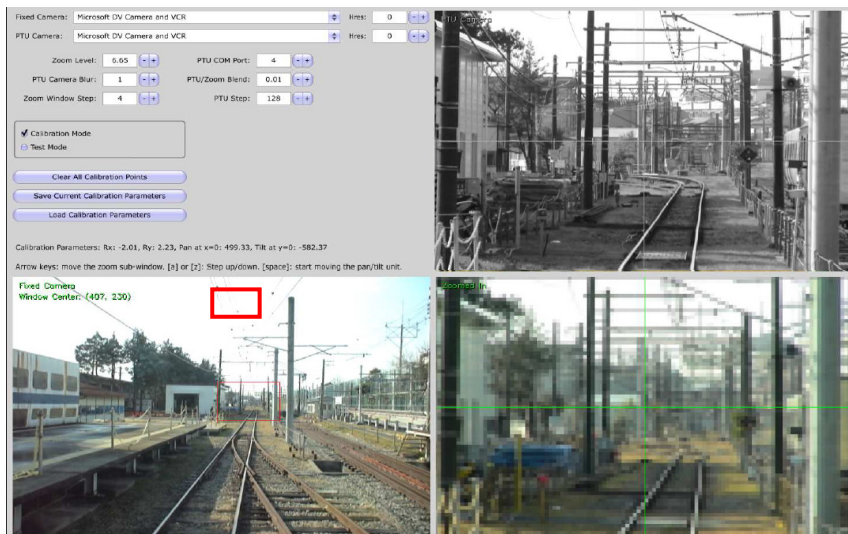 Fixed Camera: Microsoft DV Camera and VCR Hres: 0 - +
PTU Camera: Microsoft DV Camera and VCR Hres: 0 - +
Zoom Level: 6.65 - + PTU COM Port: 4 - +
PTU Camera Blur: 1 - + PTU/Zoom Blend: 0.01 - +
Zoom Window Step: 4 - + PTU Step: 128 - +
Calibration Mode
Test Mode
Clear All Calibration Points
Save Current Calibration Parameters
Load Calibration Parameters
Calibration Parameters: Rx: -2.01, Ry: 2.23, Pan at x=0: 499.33, Tilt at y=0: -582.37
Arrow keys: move the zoom sub-window. [a] or [z]: Step up/down. [space]: start moving the pan/tilt unit.
PTU Camera
Fixed Camera
Window Center: (407, 230)
Zoomed In